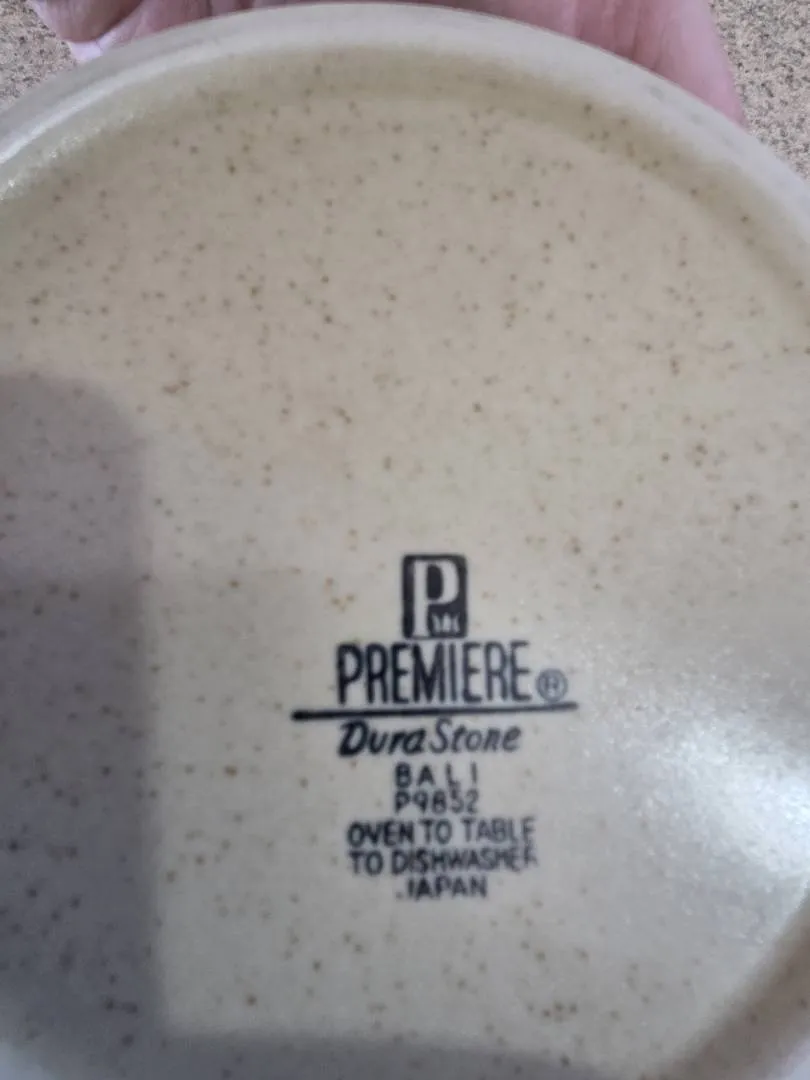 P
PREMIERE®
DuraStone
BALI
P9852
OVEN TO TABLE
TO DISHWASHER
JAPAN